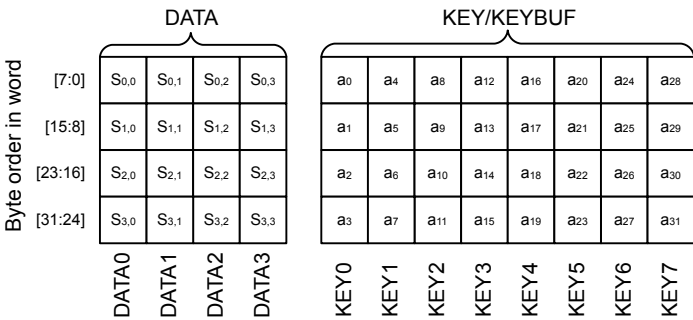 DATA KEY/KEYBUF
Byte order in word
[7:0] S0,0 S0,1 S0,2 S0,3 a0 a4 a8 a12 a16 a20 a24 a28
[15:8] S1,0 S1,1 S1,2 S1,3 a1 a5 a9 a13 a17 a21 a25 a29
[23:16] S2,0 S2,1 S2,2 S2,3 a2 a6 a10 a14 a18 a22 a26 a30
[31:24] S3,0 S3,1 S3,2 S3,3 a3 a7 a11 a15 a19 a23 a27 a31
DATA0 DATA1 DATA2 DATA3 KEY0 KEY1 KEY2 KEY3 KEY4 KEY5 KEY6 KEY7